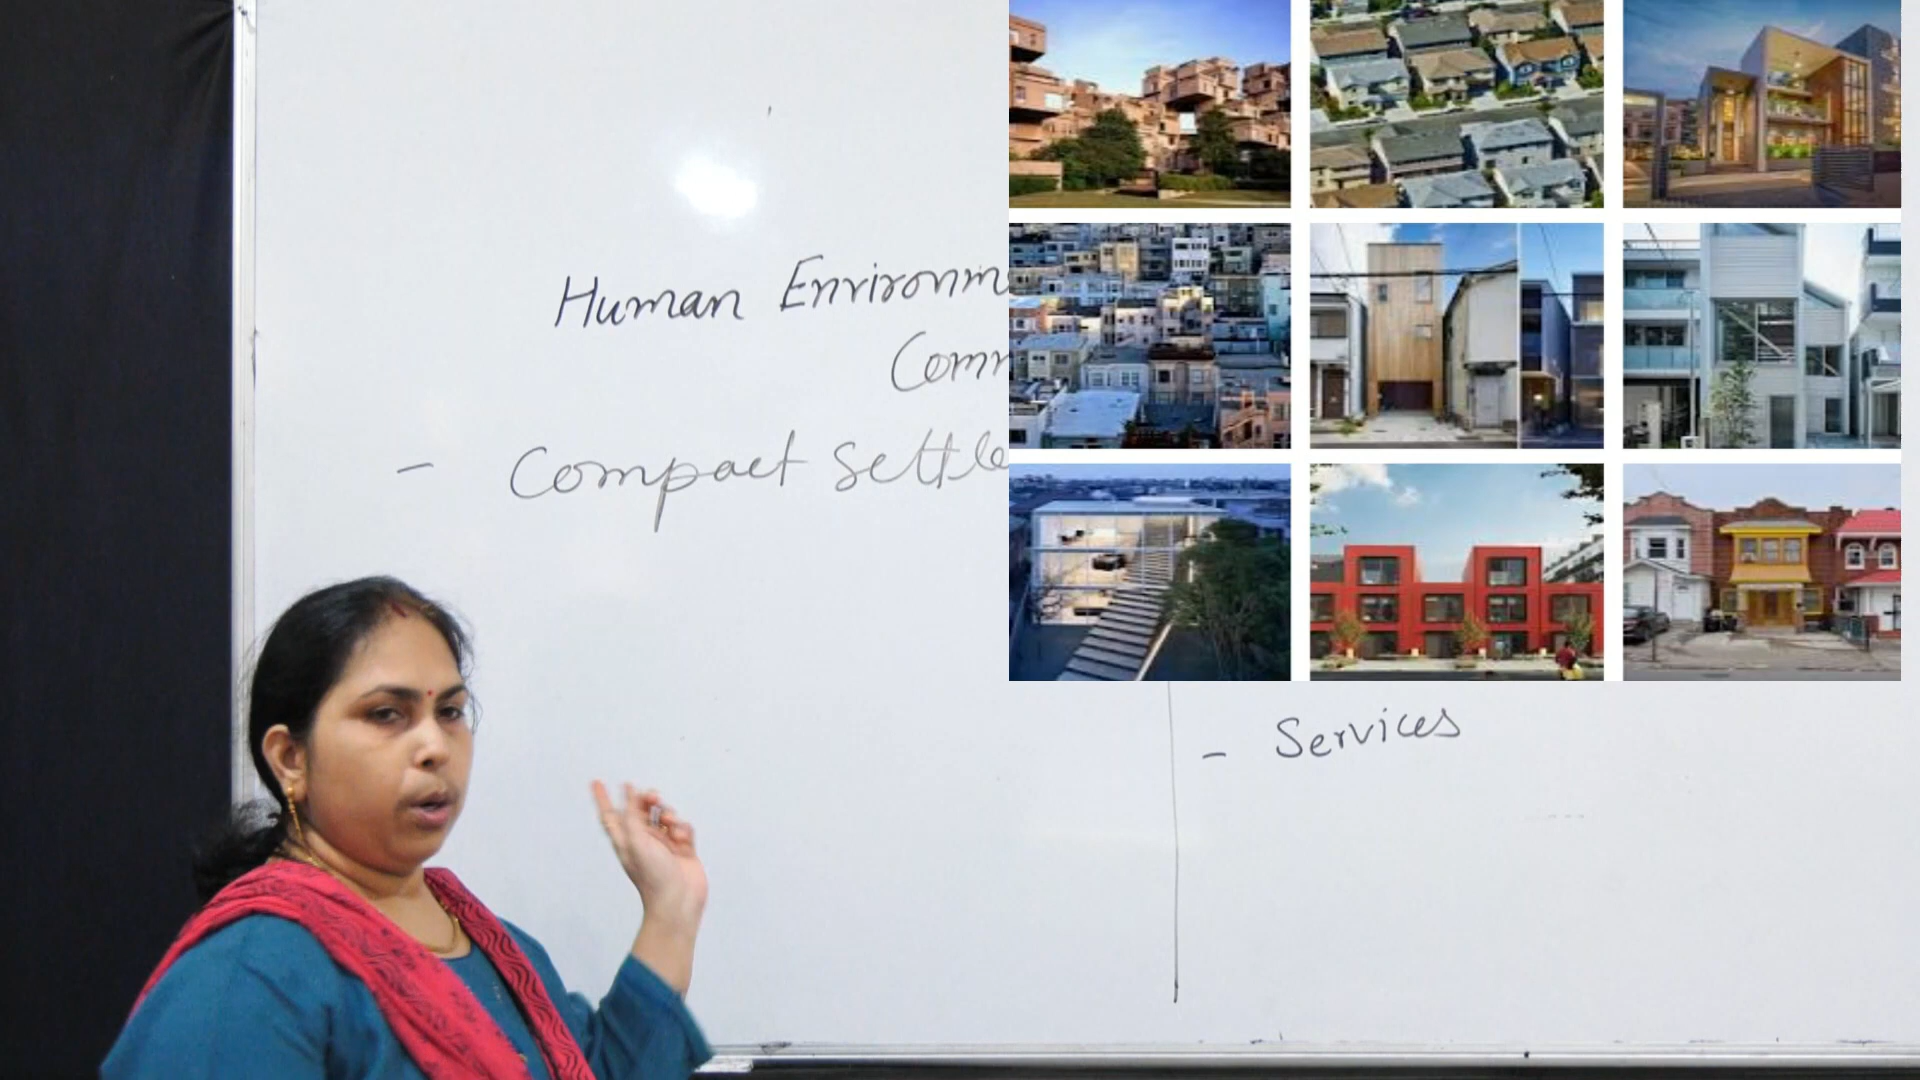 Human Environm
Comm
- Compact Settle
- Services